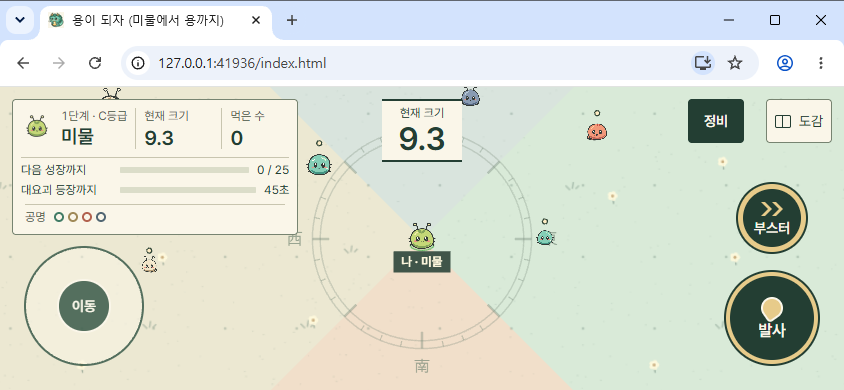 용이 되자 (미물에서 용까지)
127.0.0.1:41936/index.html
1단계 · C등급
미물
현재 크기
9.3
먹은 수
0
다음 성장까지
0 / 25
대요괴 등장까지
45초
공명
현재 크기
9.3
정비
도감
부스터
발사
이동
西
나 · 미물
南